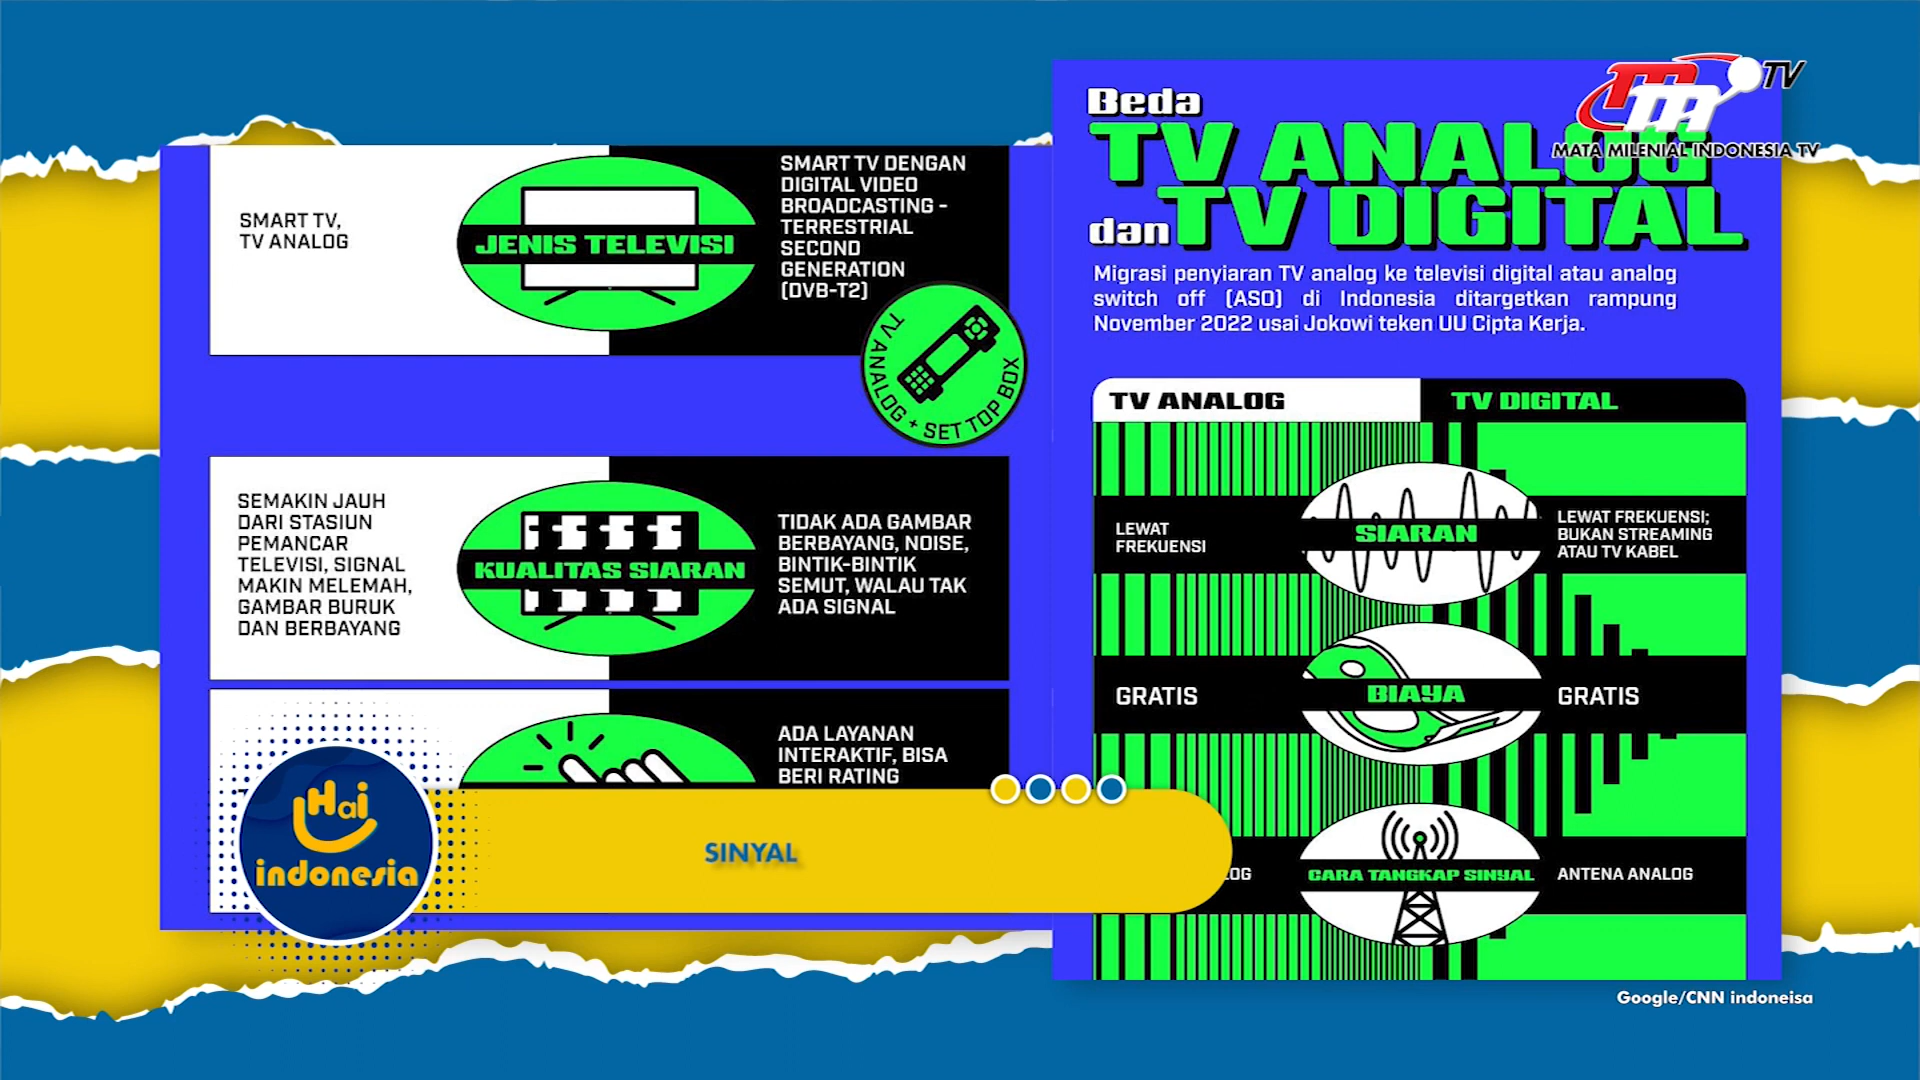 SMART TV,
TV ANALOG
JENIS TELEVISI
SMART TV DENGAN
DIGITAL VIDEO
BROADCASTING -
TERRESTRIAL
SECOND
GENERATION
(DVB-T2)
TV ANALOG + SET TOP BOX
SEMAKIN JAUH
DARI STASIUN
PEMANCAR
TELEVISI, SIGNAL
MAKIN MELEMAH,
GAMBAR BURUK
DAN BERBAYANG
KUALITAS SIARAN
TIDAK ADA GAMBAR
BERBAYANG, NOISE,
BINTIK-BINTIK
SEMUT, WALAU TAK
ADA SIGNAL
ADA LAYANAN
INTERAKTIF, BISA
BERI RATING
Hai
indonesia
SINYAL
TV
MATA MILENIAL INDONESIA TV
Beda
TV ANALOG
dan TV DIGITAL
Migrasi penyiaran TV analog ke televisi digital atau analog
switch off (ASO) di Indonesia ditargetkan rampung
November 2022 usai Jokowi teken UU Cipta Kerja.
TV ANALOG
TV DIGITAL
LEWAT
FREKUENSI
SIARAN
LEWAT FREKUENSI;
BUKAN STREAMING
ATAU TV KABEL
GRATIS
BIAYA
GRATIS
CARA TANGKAP SINYAL
ANTENA ANALOG
Google/CNN indoneisa